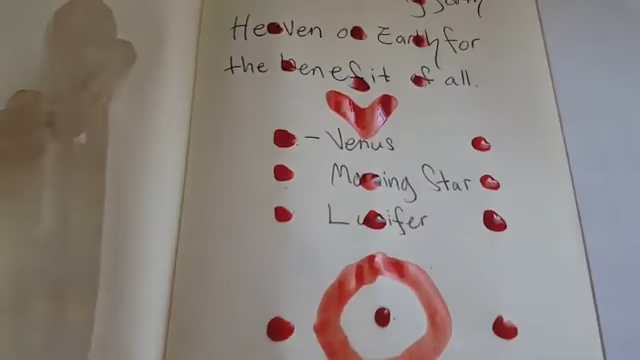 Heaven on Earth for
the benefit of all.
- Venus
Morning Star
Lucifer